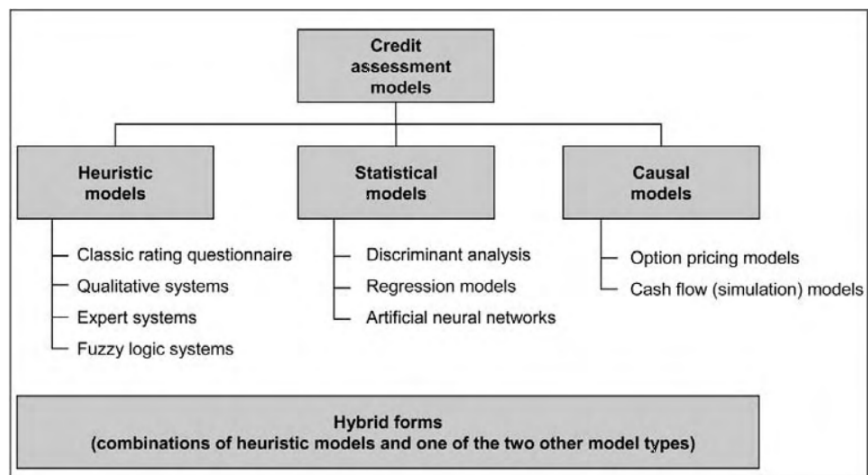 Credit
assessment
models
Heuristic
models
Statistical
models
Causal
models
Classic rating questionnaire
Qualitative systems
Expert systems
Fuzzy logic systems
Discriminant analysis
Regression models
Artificial neural networks
Option pricing models
Cash flow (simulation) models
Hybrid forms
(combinations of heuristic models and one of the two other model types)